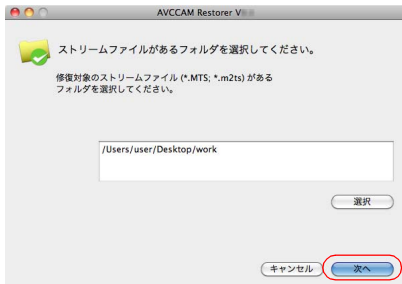 AVCCAM Restorer V
ストリームファイルがあるフォルダを選択してください。
修復対象のストリームファイル (*.MTS; *.m2ts) がある
フォルダを選択してください。
/Users/user/Desktop/work
選択
キャンセル
次へ